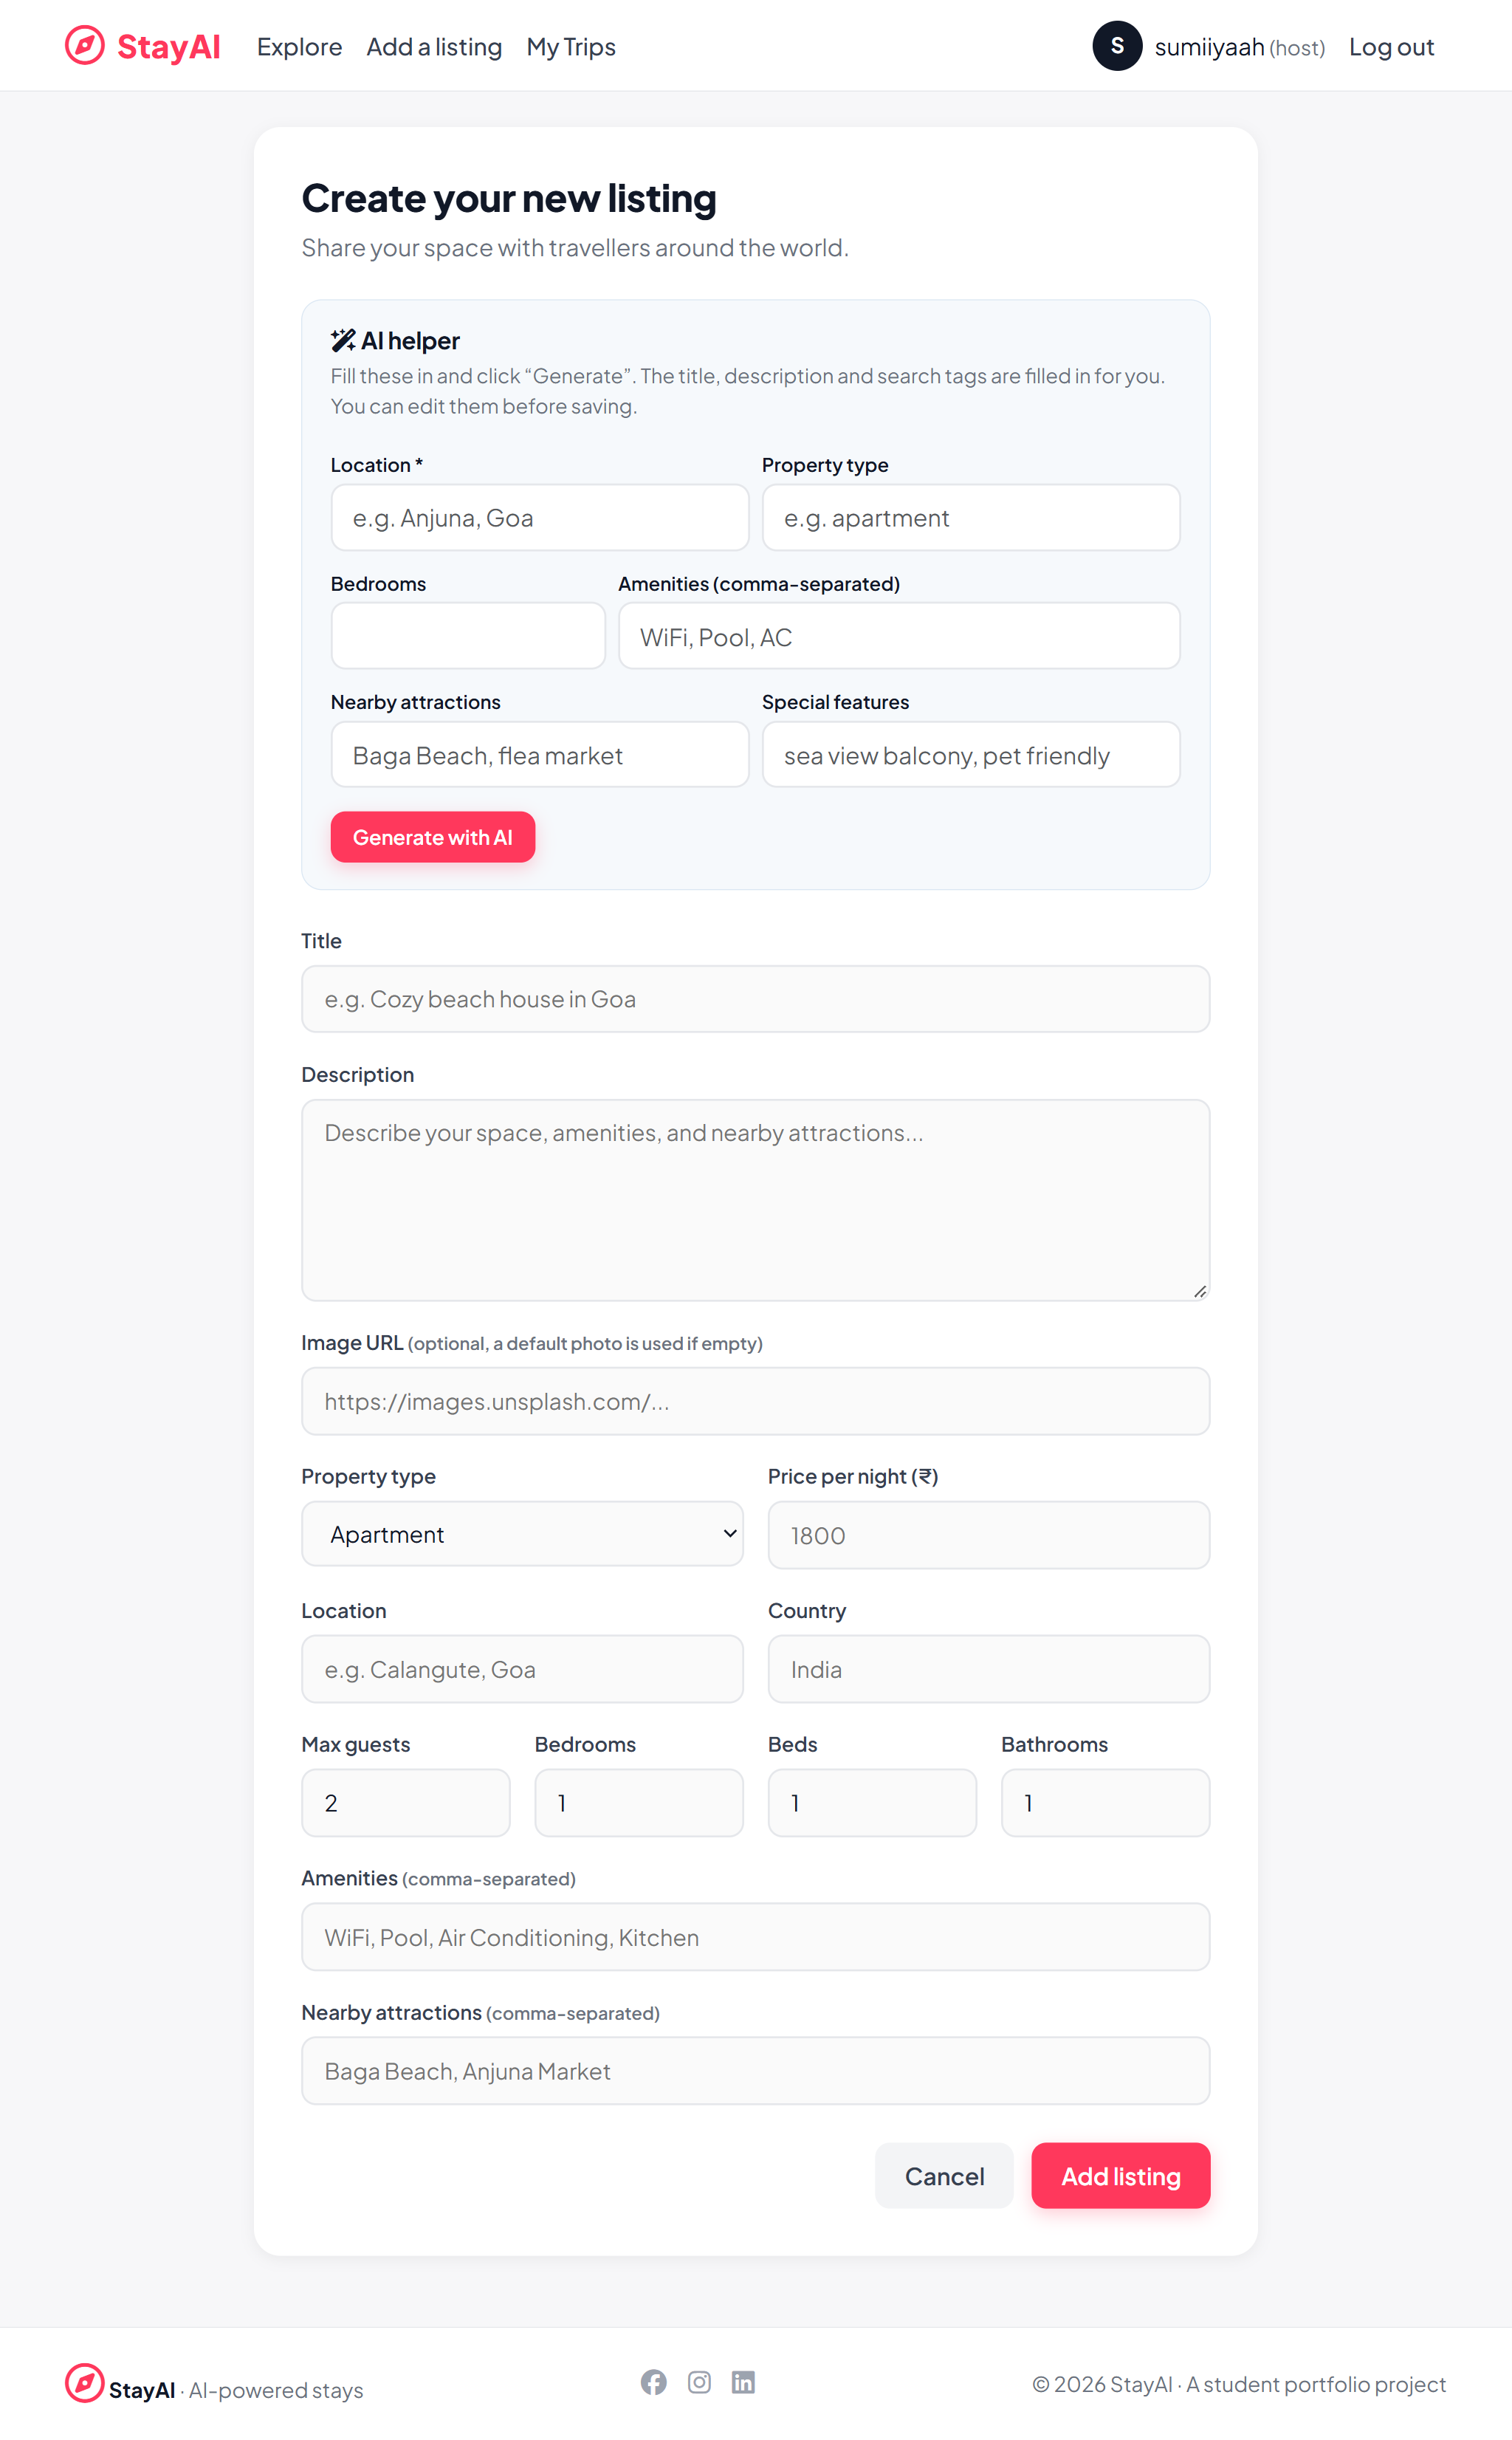 StayAI Explore Add a listing My Trips S sumiiyaah (host) Log out
Create your new listing
Share your space with travellers around the world.
AI helper
Fill these in and click “Generate”. The title, description and search tags are filled in for you.
You can edit them before saving.
Location * Property type
e.g. Anjuna, Goa e.g. apartment
Bedrooms Amenities (comma-separated)
WiFi, Pool, AC
Nearby attractions Special features
Baga Beach, flea market sea view balcony, pet friendly
Generate with AI
Title
e.g. Cozy beach house in Goa
Description
Describe your space, amenities, and nearby attractions...
Image URL (optional, a default photo is used if empty)
https://images.unsplash.com/...
Property type Price per night (₹)
Apartment 1800
Location Country
e.g. Calangute, Goa India
Max guests Bedrooms Beds Bathrooms
2 1 1 1
Amenities (comma-separated)
WiFi, Pool, Air Conditioning, Kitchen
Nearby attractions (comma-separated)
Baga Beach, Anjuna Market
Cancel Add listing
StayAI · AI-powered stays © 2026 StayAI · A student portfolio project